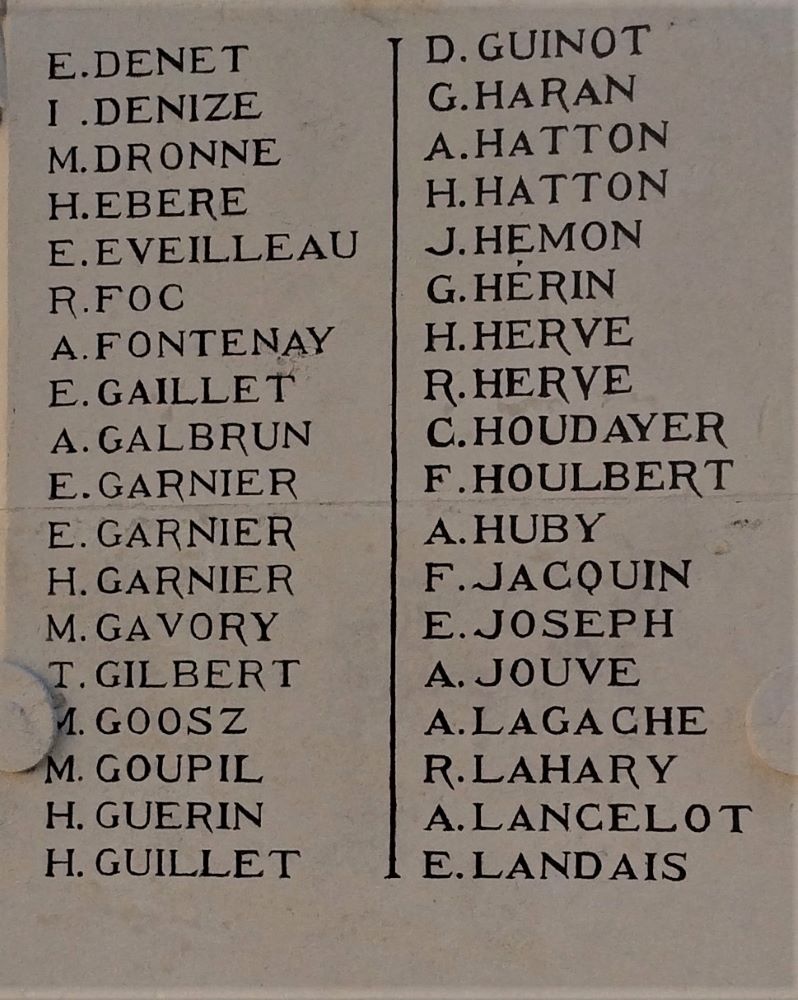 E.DENET
I .DENIZE
M.DRONNE
H.EBERE
E.EVEILLEAU
R.FOC
A.FONTENAY
E.GAILLET
A.GALBRUN
E.GARNIER
E.GARNIER
H.GARNIER
M.GAVORY
T.GILBERT
M.GOOSZ
M.GOUPIL
H.GUERIN
H.GUILLET
D.GUINOT
G.HARAN
A.HATTON
H.HATTON
J.HEMON
G.HÉRIN
H.HERVE
R.HERVE
C.HOUDAYER
F.HOULBERT
A.HUBY
F.JACQUIN
E.JOSEPH
A.JOUVE
A.LAGACHE
R.LAHARY
A.LANCELOT
E.LANDAIS